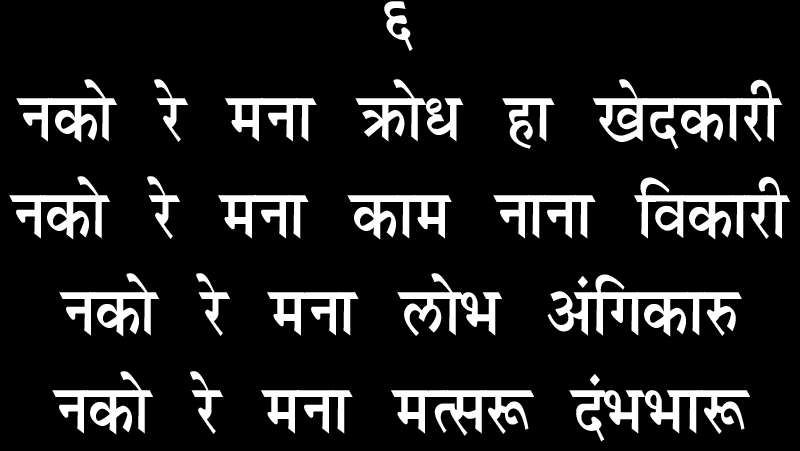 ६
नको रे मना क्रोध हा खेदकारी
नको रे मना काम नाना विकारी
नको रे मना लोभ अंगिकारु
नको रे मना मत्सरू दंभभारू